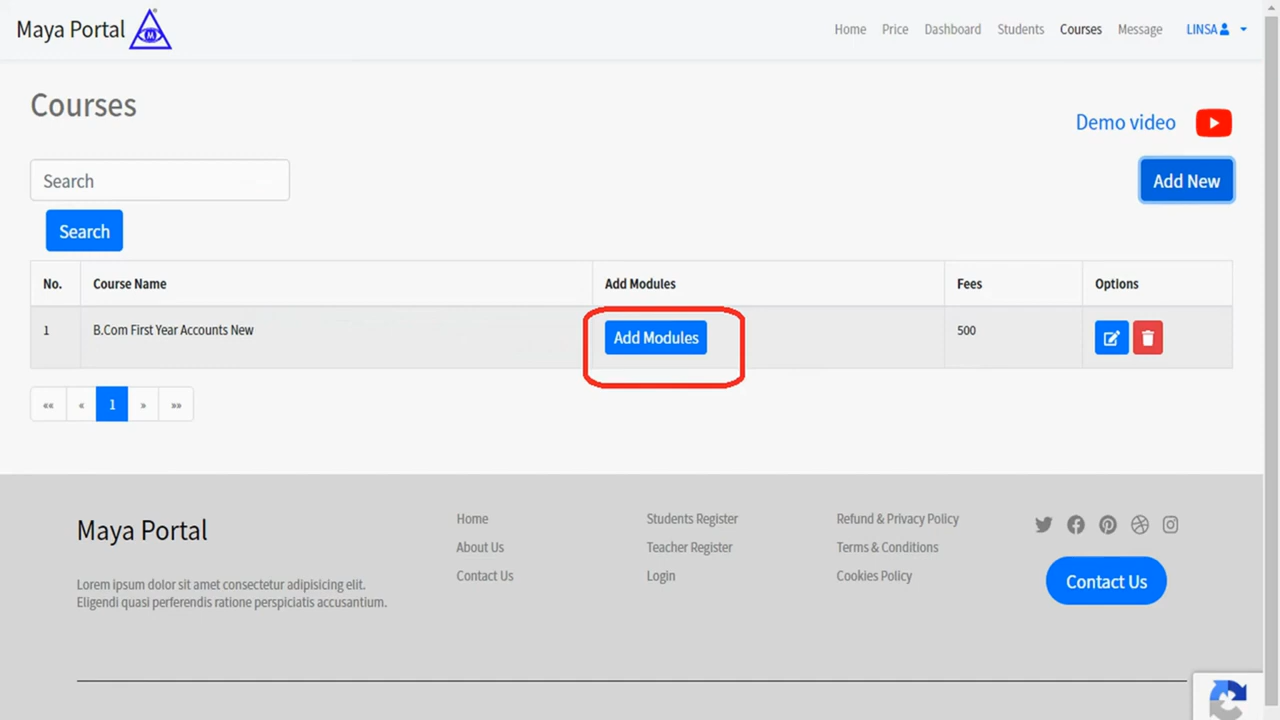 Maya Portal M
Home Price Dashboard Students Courses Message LINSA
Courses
Demo video
Search
Add New
Search
No. Course Name Add Modules Fees Options
1 B.Com First Year Accounts New Add Modules 500
«« « 1 » »»
Maya Portal
Lorem ipsum dolor sit amet consectetur adipisicing elit.
Eligendi quasi perferendis ratione perspiciatis accusantium.
Home
About Us
Contact Us
Students Register
Teacher Register
Login
Refund & Privacy Policy
Terms & Conditions
Cookies Policy
Contact Us